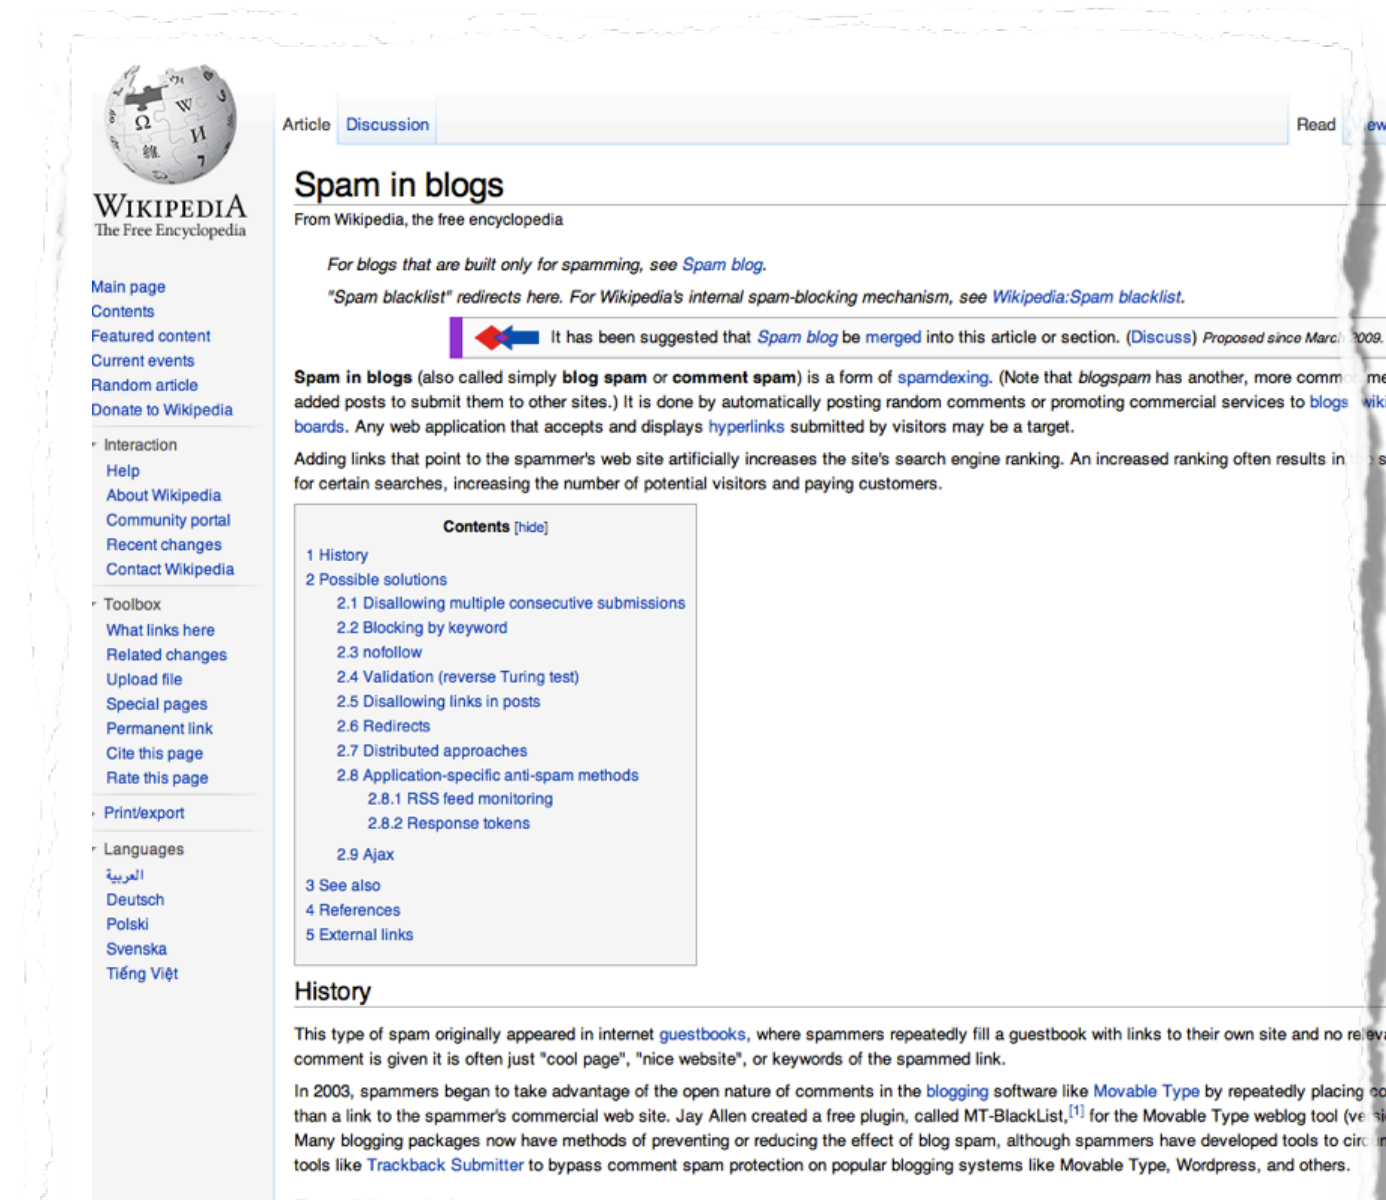 WIKIPEDIA
The Free Encyclopedia
Main page
Contents
Featured content
Current events
Random article
Donate to Wikipedia
Interaction
Help
About Wikipedia
Community portal
Recent changes
Contact Wikipedia
Toolbox
What links here
Related changes
Upload file
Special pages
Permanent link
Cite this page
Rate this page
Print/export
Languages
العربية
Deutsch
Polski
Svenska
Tiếng Việt
Article Discussion Read
Spam in blogs
From Wikipedia, the free encyclopedia
For blogs that are built only for spamming, see Spam blog.
"Spam blacklist" redirects here. For Wikipedia's internal spam-blocking mechanism, see Wikipedia:Spam blacklist.
It has been suggested that Spam blog be merged into this article or section. (Discuss) Proposed since March 2009.
Spam in blogs (also called simply blog spam or comment spam) is a form of spamdexing. (Note that blogspam has another, more common
added posts to submit them to other sites.) It is done by automatically posting random comments or promoting commercial services to blogs
boards. Any web application that accepts and displays hyperlinks submitted by visitors may be a target.
Adding links that point to the spammer's web site artificially increases the site's search engine ranking. An increased ranking often results in
for certain searches, increasing the number of potential visitors and paying customers.
Contents [hide]
1 History
2 Possible solutions
2.1 Disallowing multiple consecutive submissions
2.2 Blocking by keyword
2.3 nofollow
2.4 Validation (reverse Turing test)
2.5 Disallowing links in posts
2.6 Redirects
2.7 Distributed approaches
2.8 Application-specific anti-spam methods
2.8.1 RSS feed monitoring
2.8.2 Response tokens
2.9 Ajax
3 See also
4 References
5 External links
History
This type of spam originally appeared in internet guestbooks, where spammers repeatedly fill a guestbook with links to their own site and no
comment is given it is often just "cool page", "nice website", or keywords of the spammed link.
In 2003, spammers began to take advantage of the open nature of comments in the blogging software like Movable Type by repeatedly placing
than a link to the spammer's commercial web site. Jay Allen created a free plugin, called MT-BlackList,[1] for the Movable Type weblog tool
Many blogging packages now have methods of preventing or reducing the effect of blog spam, although spammers have developed tools to
tools like Trackback Submitter to bypass comment spam protection on popular blogging systems like Movable Type, Wordpress, and others.